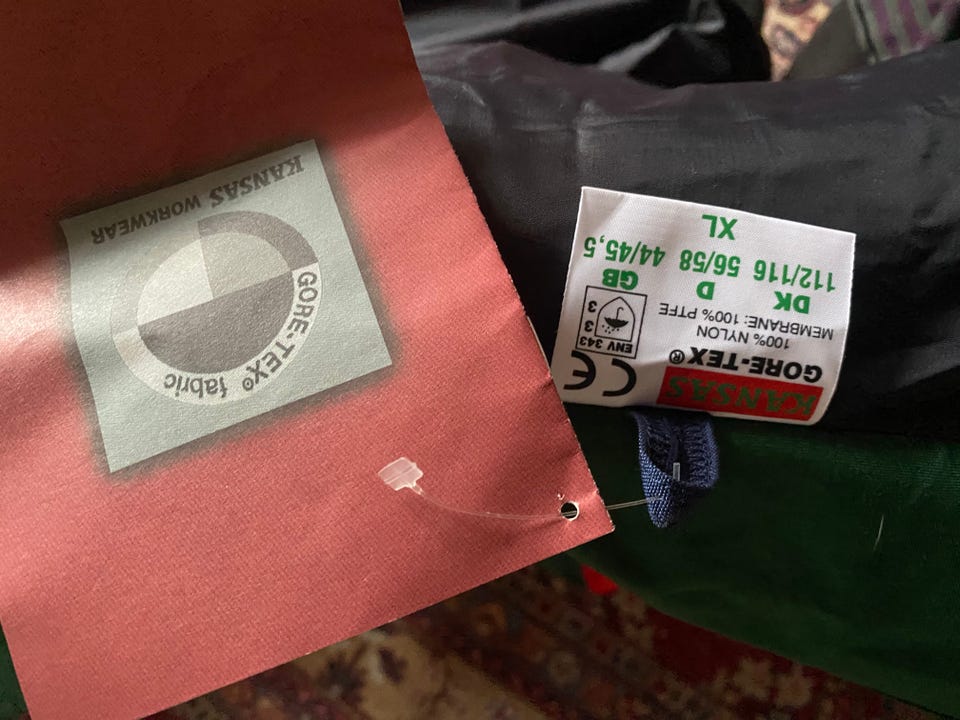 KANSAS WORKWEAR
GORE-TEX® fabric
KANSAS
GORE-TEX®
100% NYLON
MEMBRANE: 100% PTFE
CE
ENV 343
3
3
DK D GB
112/116 56/58 44/45,5
XL